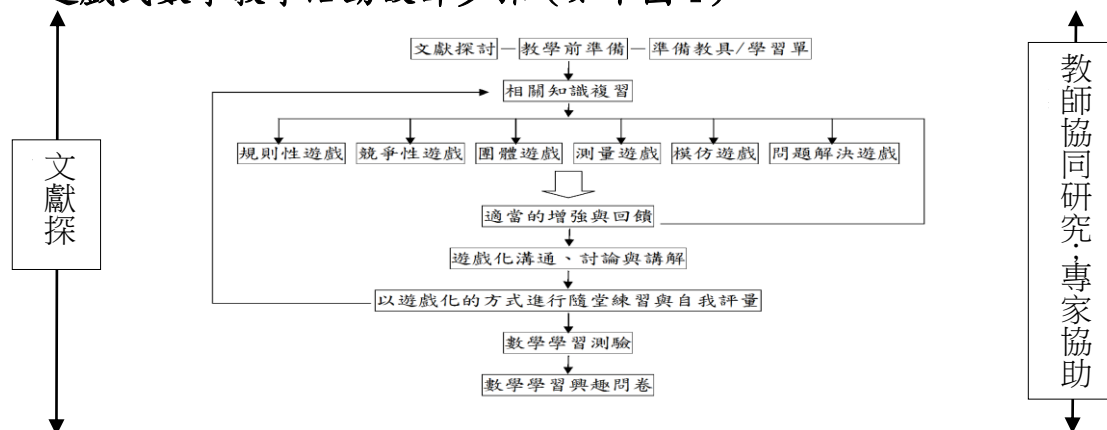 遊戲式數學教學活動設計步驟(如下圖1)
文獻探討—教學前準備—準備教具/學習單
相關知識複習
規則性遊戲 競爭性遊戲 團體遊戲 測量遊戲 模仿遊戲 問題解決遊戲
適當的增強與回饋
遊戲化溝通、討論與講解
以遊戲化的方式進行隨堂練習與自我評量
數學學習測驗
數學學習興趣問卷
文獻探
教師協同研究;專家協助